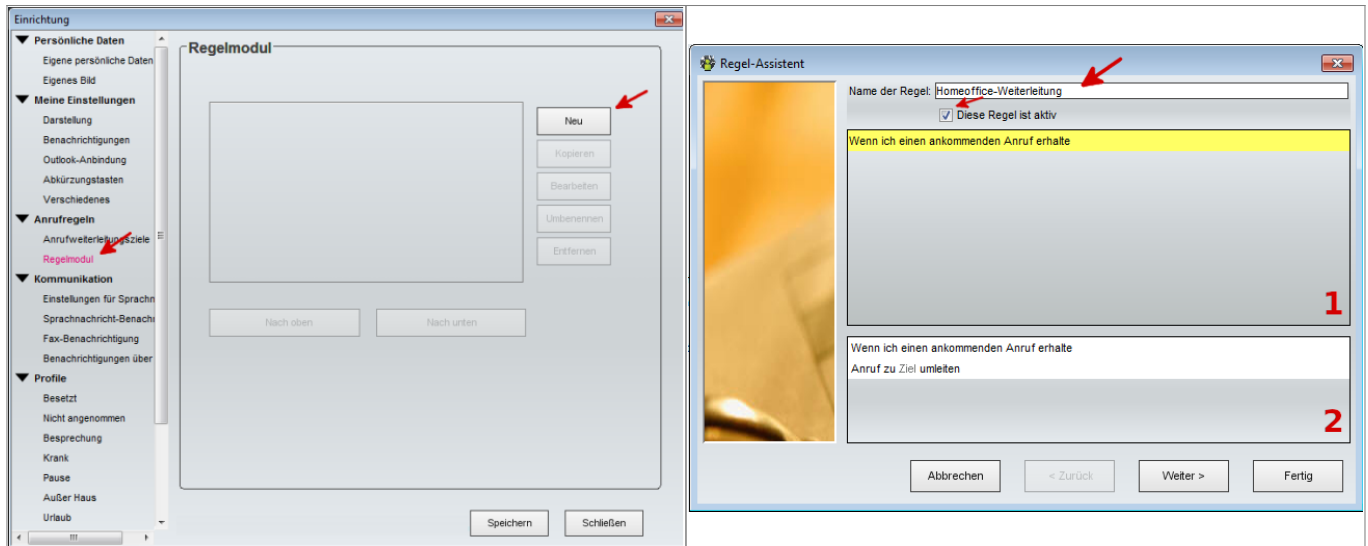 Einrichtung
Persönliche Daten
Eigene persönliche Daten
Eigenes Bild
Meine Einstellungen
Darstellung
Benachrichtigungen
Outlook-Anbindung
Abkürzungstasten
Verschiedenes
Anrufregeln
Anrufweiterleitungsziele
Regelmodul
Kommunikation
Einstellungen für Sprachn
Sprachnachricht-Benach
Fax-Benachrichtigung
Benachrichtigungen über
Profile
Besetzt
Nicht angenommen
Besprechung
Krank
Pause
Außer Haus
Urlaub
Regelmodul
Neu
Kopieren
Bearbeiten
Umbenennen
Entfernen
Nach oben
Nach unten
Speichern
Schließen
Regel-Assistent
Name der Regel: Homeoffice-Weiterleitung
Diese Regel ist aktiv
Wenn ich einen ankommenden Anruf erhalte
1
Wenn ich einen ankommenden Anruf erhalte
Anruf zu Ziel umleiten
2
Abbrechen
< Zurück
Weiter >
Fertig